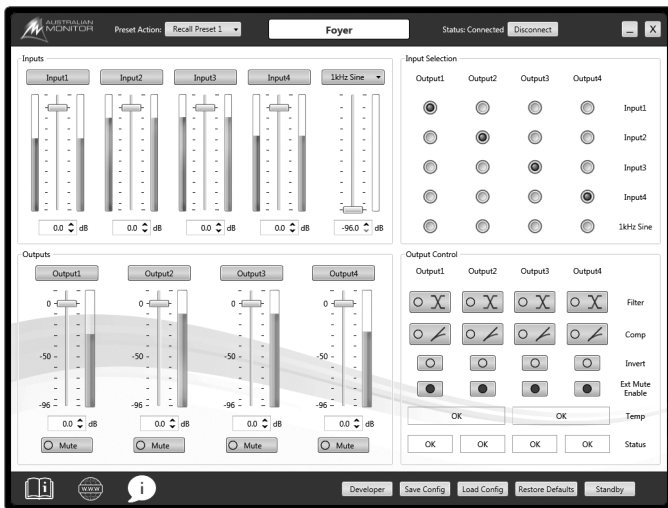 AUSTRALIAN
MONITOR
Preset Action: Recall Preset 1
Foyer
Status: Connected Disconnect
_ X
Inputs
Input1 Input2 Input3 Input4 1kHz Sine
0.0 dB 0.0 dB 0.0 dB 0.0 dB -96.0 dB
Input Selection
Output1 Output2 Output3 Output4
Input1
Input2
Input3
Input4
1kHz Sine
Outputs
Output1 Output2 Output3 Output4
0 0 0 0
-50 -50 -50 -50
-96 -96 -96 -96
0.0 dB 0.0 dB 0.0 dB 0.0 dB
Mute Mute Mute Mute
Output Control
Output1 Output2 Output3 Output4
Filter
Comp
Invert
Ext Mute
Enable
OK OK Temp
OK OK OK OK Status
i www i
Developer Save Config Load Config Restore Defaults Standby